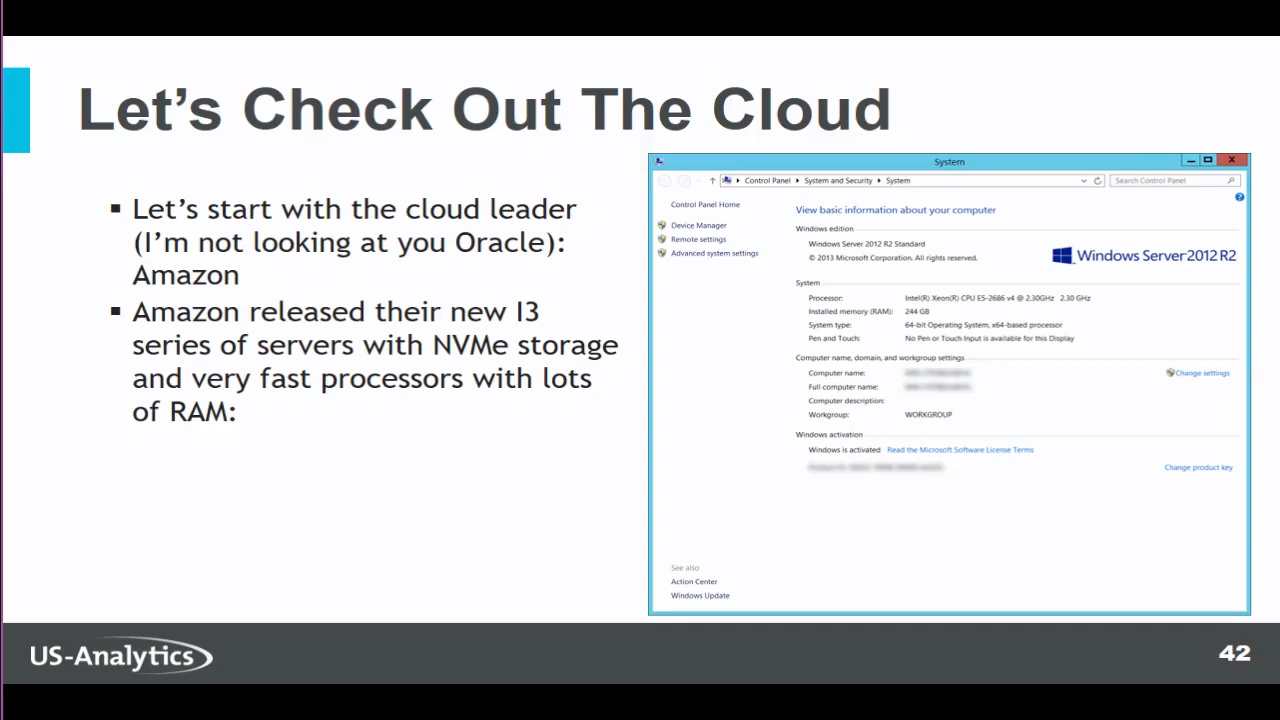 Let's Check Out The Cloud
▪ Let's start with the cloud leader
(I'm not looking at you Oracle):
Amazon
▪ Amazon released their new I3
series of servers with NVMe storage
and very fast processors with lots
of RAM:
System
Control Panel System and Security System
Search Control Panel
Control Panel Home
Device Manager
Remote settings
Advanced system settings
See also
Action Center
Windows Update
View basic information about your computer
Windows edition
Windows Server 2012 R2 Standard
© 2013 Microsoft Corporation. All rights reserved.
Windows Server2012 R2
System
Processor: Intel(R) Xeon(R) CPU E5-2686 v4 @ 2.30GHz 2.30 GHz
Installed memory (RAM): 244 GB
System type: 64-bit Operating System, x64-based processor
Pen and Touch: No Pen or Touch Input is available for this Display
Computer name, domain, and workgroup settings
Computer name:
Change settings
Full computer name:
Computer description:
Workgroup: WORKGROUP
Windows activation
Windows is activated Read the Microsoft Software License Terms
Change product key
US-Analytics
42